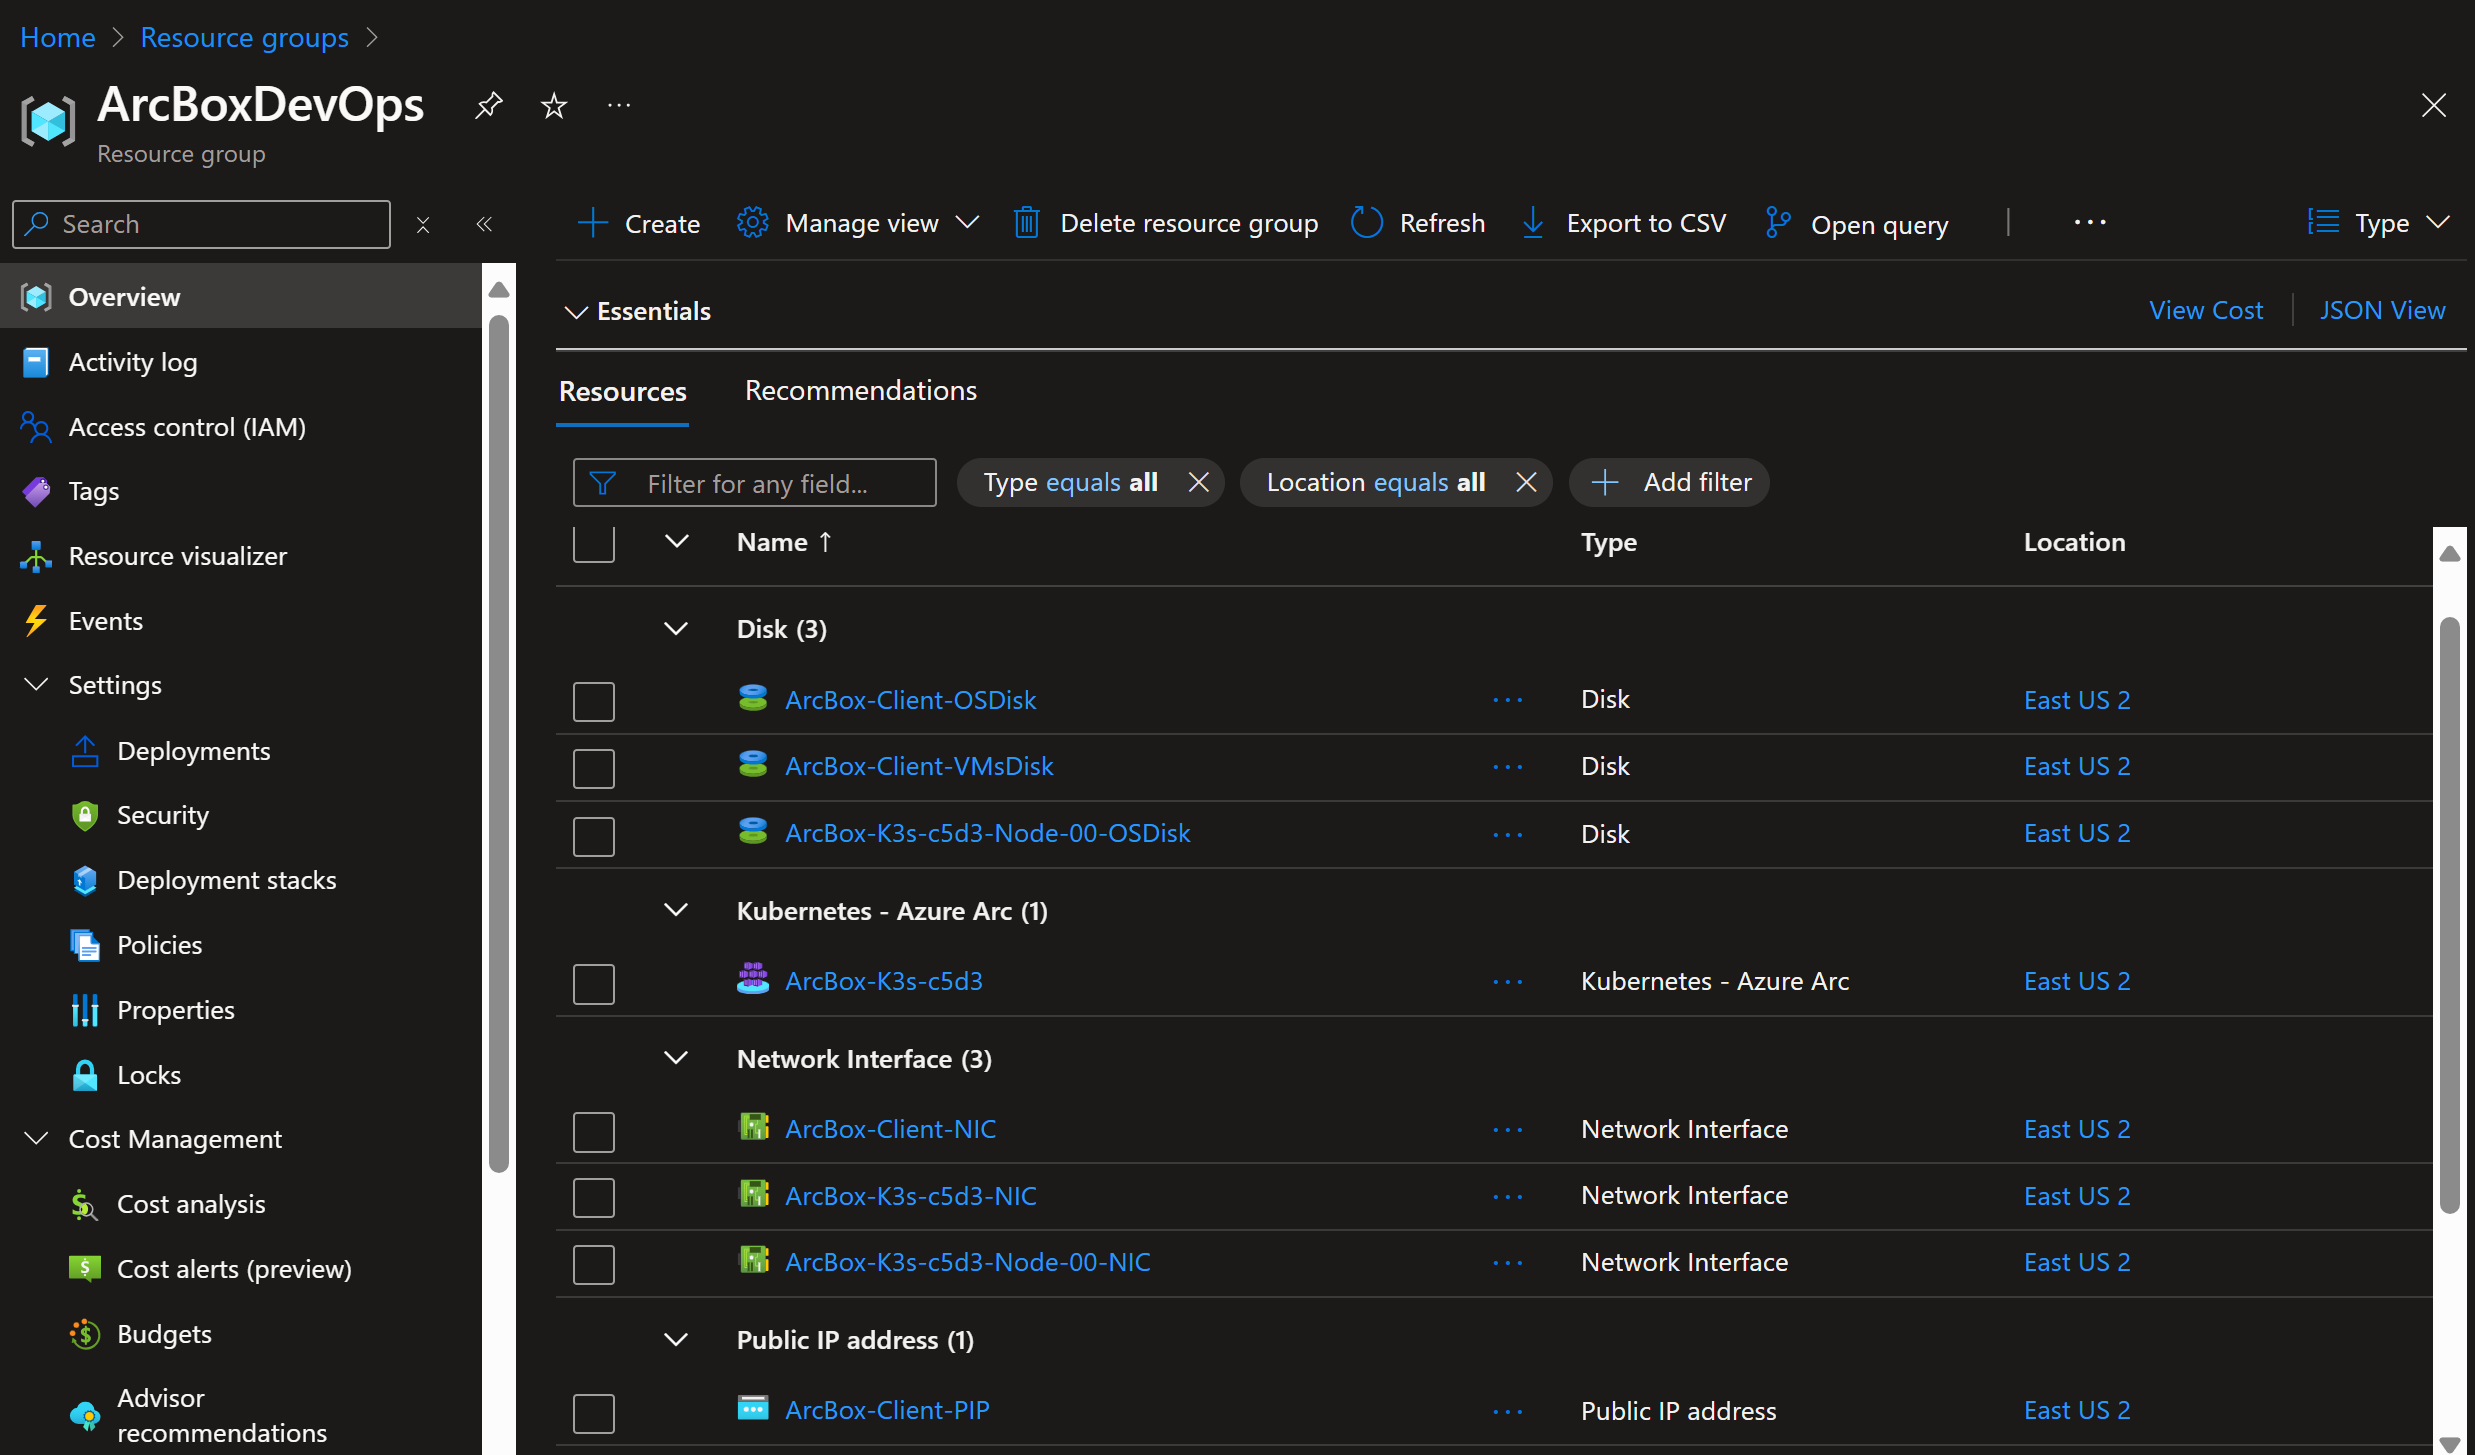 Home > Resource groups >
ArcBoxDevOps
Resource group
Search
Create
Manage view
Delete resource group
Refresh
Export to CSV
Open query
Type
Overview
Activity log
Access control (IAM)
Tags
Resource visualizer
Events
Settings
Deployments
Security
Deployment stacks
Policies
Properties
Locks
Cost Management
Cost analysis
Cost alerts (preview)
Budgets
Advisor
recommendations
Essentials
View Cost
JSON View
Resources
Recommendations
Filter for any field...
Type equals all
Location equals all
Add filter
Name ↑ Type Location
Disk (3)
ArcBox-Client-OSDisk Disk East US 2
ArcBox-Client-VMsDisk Disk East US 2
ArcBox-K3s-c5d3-Node-00-OSDisk Disk East US 2
Kubernetes - Azure Arc (1)
ArcBox-K3s-c5d3 Kubernetes - Azure Arc East US 2
Network Interface (3)
ArcBox-Client-NIC Network Interface East US 2
ArcBox-K3s-c5d3-NIC Network Interface East US 2
ArcBox-K3s-c5d3-Node-00-NIC Network Interface East US 2
Public IP address (1)
ArcBox-Client-PIP Public IP address East US 2